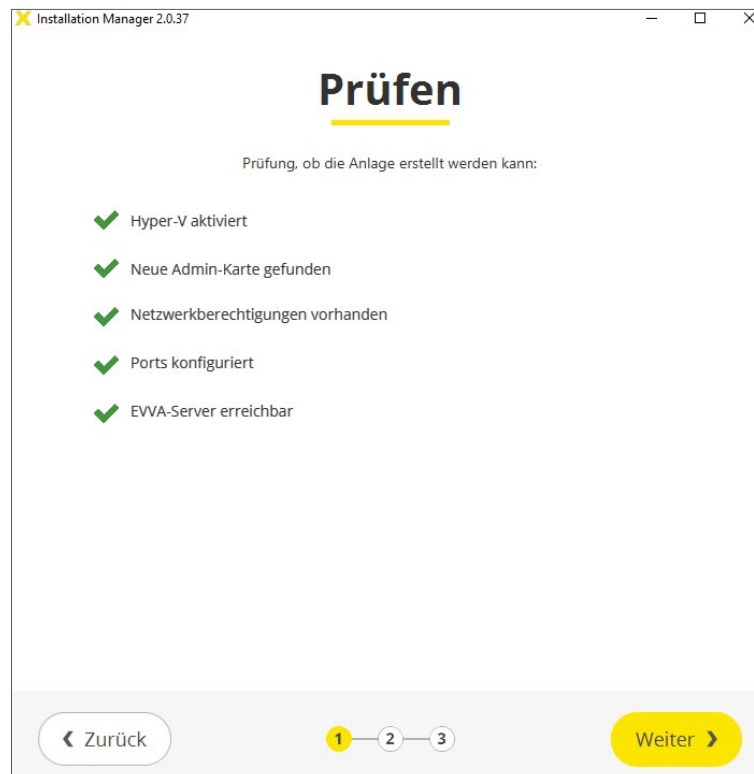 Installation Manager 2.0.37
Prüfen
Prüfung, ob die Anlage erstellt werden kann:
Hyper-V aktiviert
Neue Admin-Karte gefunden
Netzwerkberechtigungen vorhanden
Ports konfiguriert
EVVA-Server erreichbar
Zurück
1 2 3
Weiter